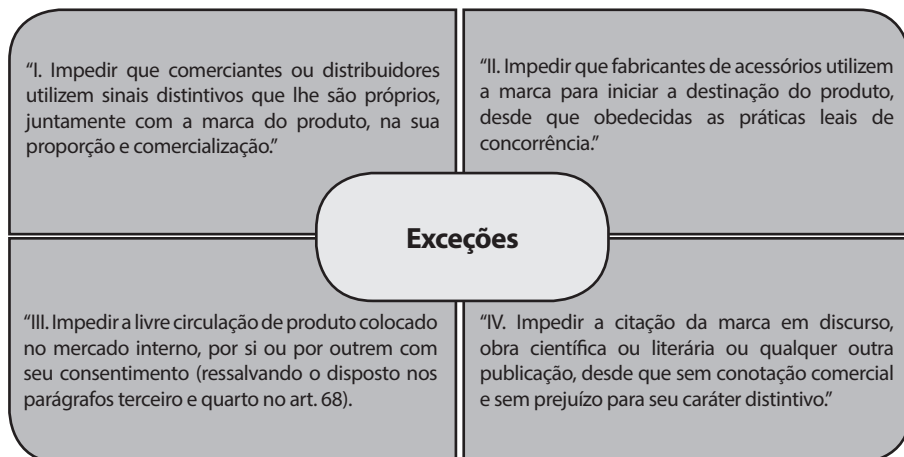 “I. Impedir que comerciantes ou distribuidores
utilizem sinais distintivos que lhe são próprios,
juntamente com a marca do produto, na sua
proporção e comercialização.”
“II. Impedir que fabricantes de acessórios utilizem
a marca para iniciar a destinação do produto,
desde que obedecidas as práticas leais de
concorrência.”
Exceções
“III. Impedir a livre circulação de produto colocado
no mercado interno, por si ou por outrem com
seu consentimento (ressalvando o disposto nos
parágrafos terceiro e quarto no art. 68).
“IV. Impedir a citação da marca em discurso,
obra científica ou literária ou qualquer outra
publicação, desde que sem conotação comercial
e sem prejuízo para seu caráter distintivo.”